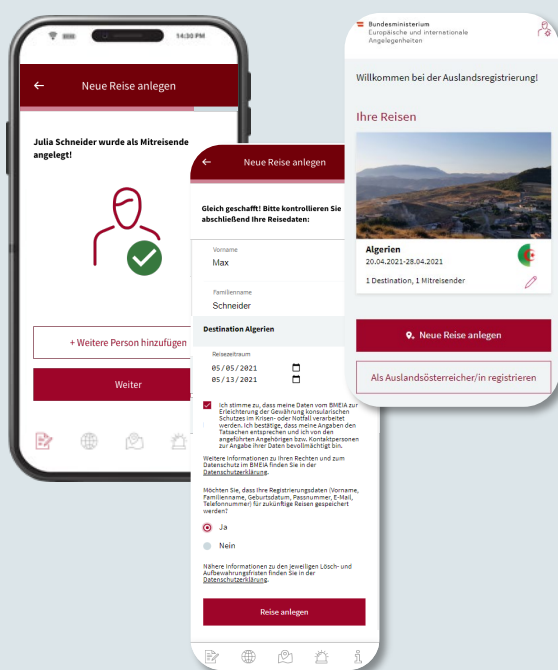 14:30 PM
Neue Reise anlegen
Julia Schneider wurde als Mitreisende
angelegt!
+ Weitere Person hinzufügen
Weiter
Neue Reise anlegen
Gleich geschafft! Bitte kontrollieren Sie
abschließend Ihre Reisedaten:
Vorname
Max
Familienname
Schneider
Destination Algerien
Reisezeitraum
05/05/2021
05/13/2021
Ich stimme zu, dass meine Daten vom BMEIA zur
Erleichterung der Gewährung konsularischen
Schutzes im Krisen- oder Notfall verarbeitet
werden. Ich bestätige, dass meine Angaben den
Tatsachen entsprechen und ich von den
angeführten Angehörigen bzw. Kontaktpersonen
zur Angabe ihrer Daten bevollmächtigt bin.
Weitere Informationen zu Ihren Rechten und zum
Datenschutz im BMEIA finden Sie in der
Datenschutzerklärung.
Möchten Sie, dass Ihre Registrierungsdaten (Vorname,
Familienname, Geburtsdatum, Passnummer, E-Mail,
Telefonnummer) für zukünftige Reisen gespeichert
werden?
Ja
Nein
Nähere Informationen zu den jeweiligen Lösch- und
Aufbewahrungsfristen finden Sie in der
Datenschutzerklärung.
Reise anlegen
Bundesministerium
Europäische und internationale
Angelegenheiten
Willkommen bei der Auslandsregistrierung!
Ihre Reisen
Algerien
20.04.2021-28.04.2021
1 Destination, 1 Mitreisender
Neue Reise anlegen
Als Auslandsösterreicher/in registrieren